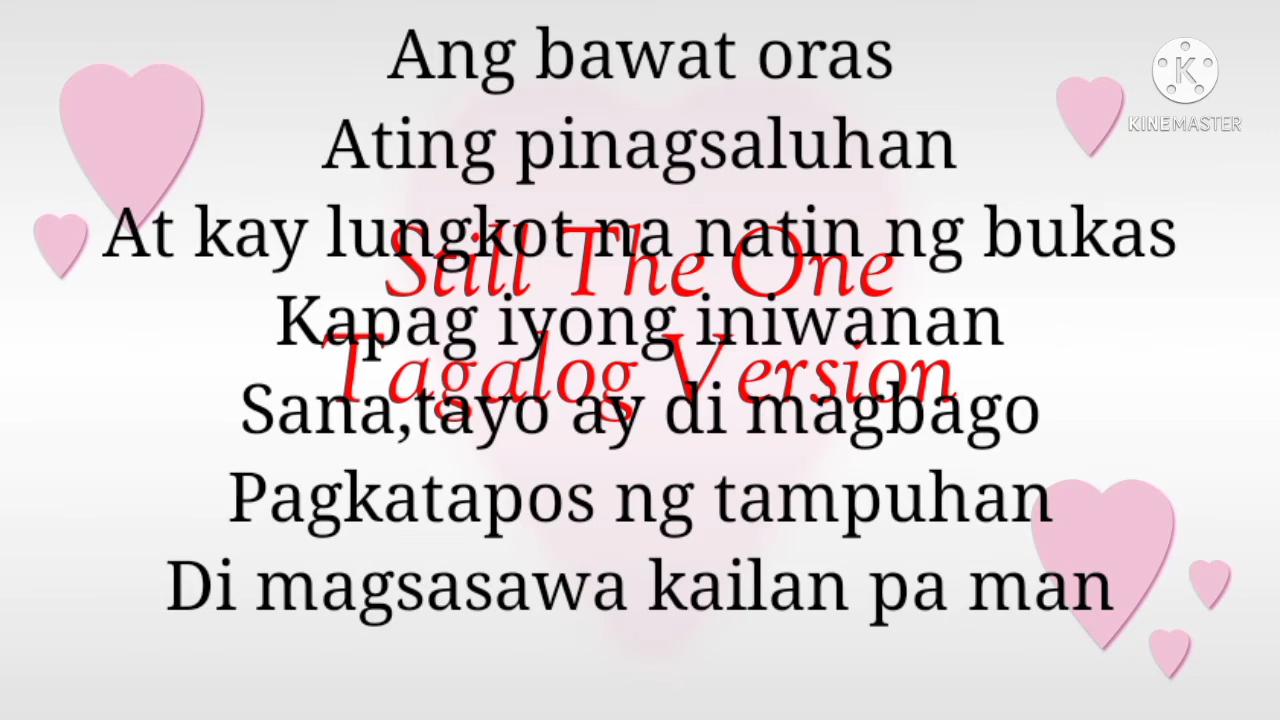 Ang bawat oras
Ating pinagsaluhan
At kay lungkot na natin ng bukas
Still The One
Kapag iyong iniwanan
Tagalog Version
Sana,tayo ay di magbago
Pagkatapos ng tampuhan
Di magsasawa kailan pa man
K
KINEMASTER